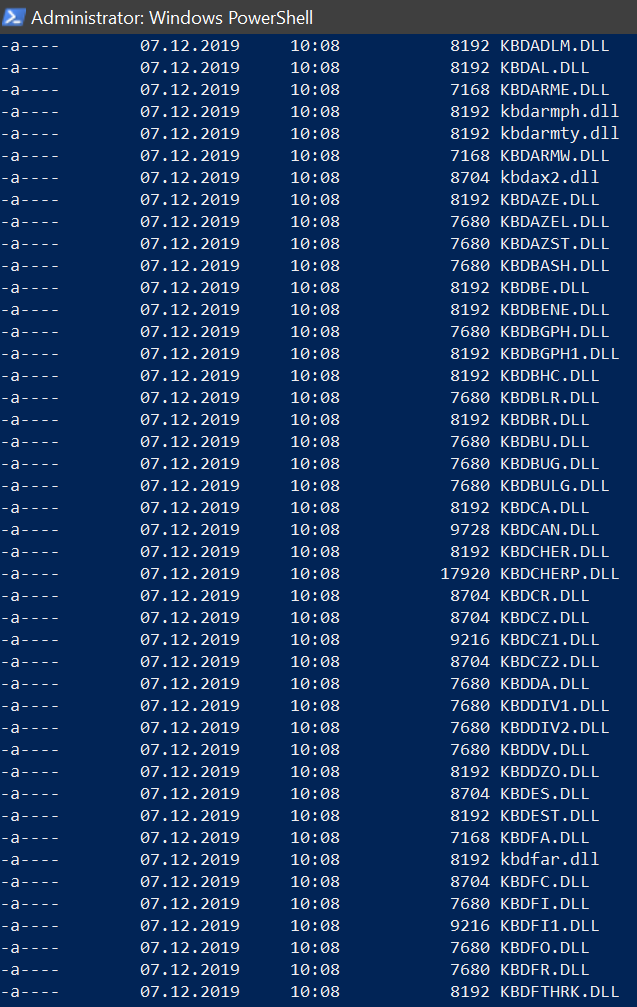 Administrator: Windows PowerShell
-a---- 07.12.2019 10:08 8192 KBDADLM.DLL
-a---- 07.12.2019 10:08 8192 KBDAL.DLL
-a---- 07.12.2019 10:08 7168 KBDARME.DLL
-a---- 07.12.2019 10:08 8192 kbdarmph.dll
-a---- 07.12.2019 10:08 8192 kbdarmty.dll
-a---- 07.12.2019 10:08 7168 KBDARMW.DLL
-a---- 07.12.2019 10:08 8704 kbdax2.dll
-a---- 07.12.2019 10:08 8192 KBDAZE.DLL
-a---- 07.12.2019 10:08 7680 KBDAZEL.DLL
-a---- 07.12.2019 10:08 7680 KBDAZST.DLL
-a---- 07.12.2019 10:08 7680 KBDBASH.DLL
-a---- 07.12.2019 10:08 8192 KBDBE.DLL
-a---- 07.12.2019 10:08 8192 KBDBENE.DLL
-a---- 07.12.2019 10:08 7680 KBDBGPH.DLL
-a---- 07.12.2019 10:08 8192 KBDBGPH1.DLL
-a---- 07.12.2019 10:08 8192 KBDBHC.DLL
-a---- 07.12.2019 10:08 7680 KBDBLR.DLL
-a---- 07.12.2019 10:08 8192 KBDBR.DLL
-a---- 07.12.2019 10:08 7680 KBDBU.DLL
-a---- 07.12.2019 10:08 7680 KBDBUG.DLL
-a---- 07.12.2019 10:08 7680 KBDBULG.DLL
-a---- 07.12.2019 10:08 8192 KBDCA.DLL
-a---- 07.12.2019 10:08 9728 KBDCAN.DLL
-a---- 07.12.2019 10:08 8192 KBDCHER.DLL
-a---- 07.12.2019 10:08 17920 KBDCHERP.DLL
-a---- 07.12.2019 10:08 8704 KBDCR.DLL
-a---- 07.12.2019 10:08 8704 KBDCZ.DLL
-a---- 07.12.2019 10:08 9216 KBDCZ1.DLL
-a---- 07.12.2019 10:08 8704 KBDCZ2.DLL
-a---- 07.12.2019 10:08 7680 KBDDA.DLL
-a---- 07.12.2019 10:08 7680 KBDDIV1.DLL
-a---- 07.12.2019 10:08 7680 KBDDIV2.DLL
-a---- 07.12.2019 10:08 7680 KBDDV.DLL
-a---- 07.12.2019 10:08 8192 KBDDZO.DLL
-a---- 07.12.2019 10:08 8704 KBDES.DLL
-a---- 07.12.2019 10:08 8192 KBDEST.DLL
-a---- 07.12.2019 10:08 7168 KBDFA.DLL
-a---- 07.12.2019 10:08 8192 kbdfar.dll
-a---- 07.12.2019 10:08 8704 KBDFC.DLL
-a---- 07.12.2019 10:08 7680 KBDFI.DLL
-a---- 07.12.2019 10:08 9216 KBDFI1.DLL
-a---- 07.12.2019 10:08 7680 KBDFO.DLL
-a---- 07.12.2019 10:08 7680 KBDFR.DLL
-a---- 07.12.2019 10:08 8192 KBDFTHRK.DLL